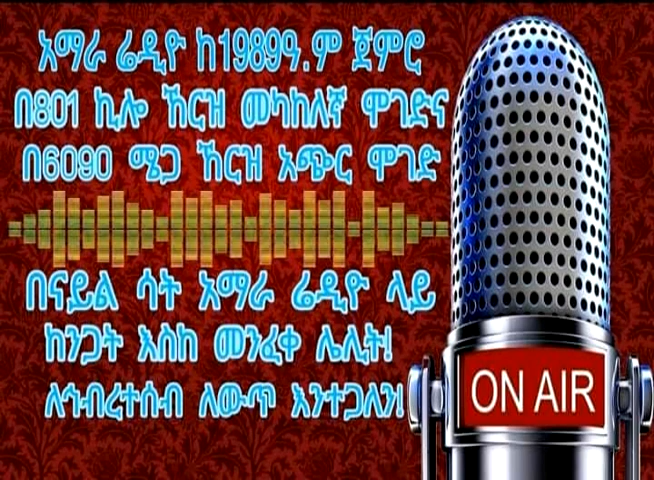 አማራ ሬዲዮ ከ1989ዓ.ም ጀምሮ
በ801 ኪሎ ኸርዝ መካከለኛ ሞገድና
በ6090 ሜጋ ኸርዝ አጭር ሞገድ
በናይል ሳት አማራ ሬዲዮ ላይ
ከንጋት እስከ መንፈቀ ሌሊት!
ለኅብረተሰብ ለውጥ እንተጋለን!
ON AIR